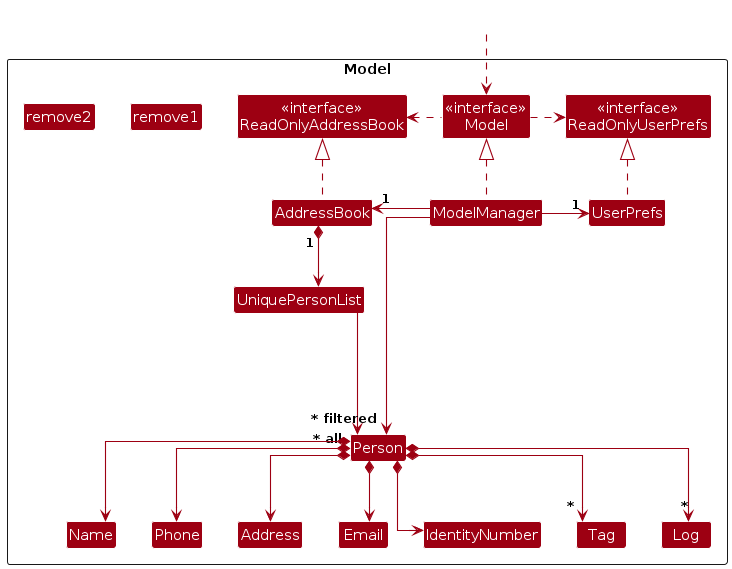 Model
remove2
remove1
«interface»
ReadOnlyAddressBook
«interface»
Model
«interface»
ReadOnlyUserPrefs
1
1
AddressBook
ModelManager
UserPrefs
1
UniquePersonList
* filtered
* all
Person
*
*
Name
Phone
Address
Email
IdentityNumber
Tag
Log